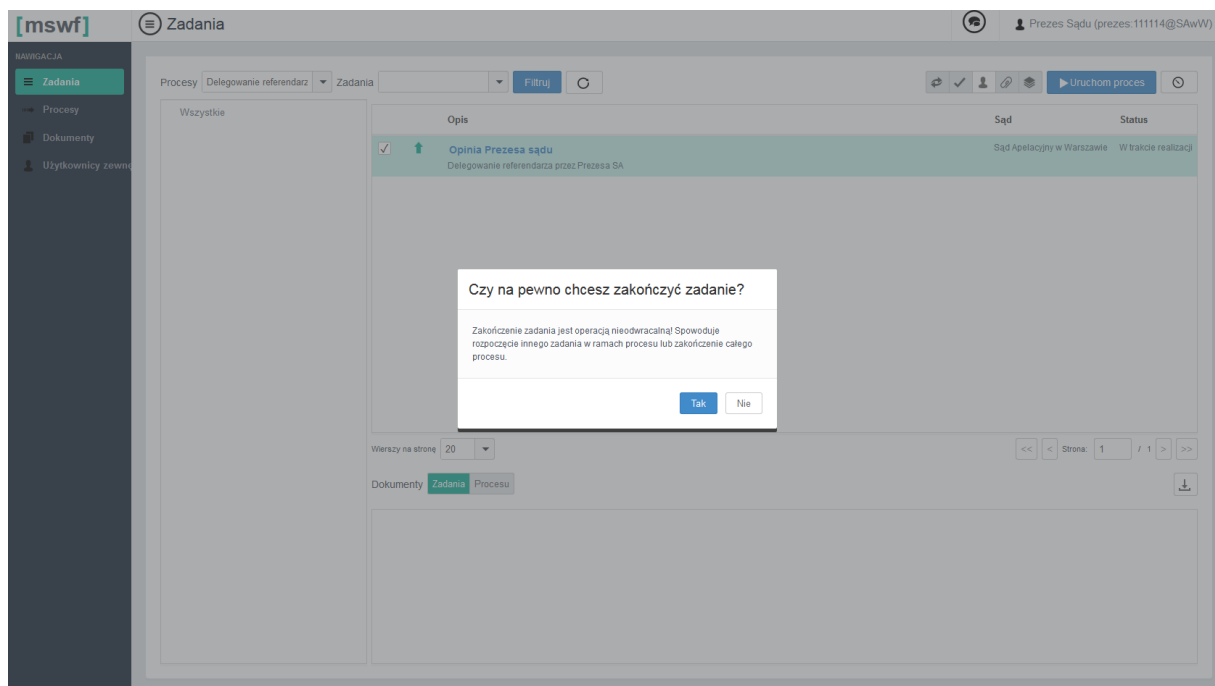 [mswf]
Zadania
Prezes Sądu (prezes:111114@SAwW)
NAWIGACJA
Zadania
Procesy
Dokumenty
Użytkownicy zewnę
Procesy Delegowanie referendarz Zadania Filtruj Uruchom proces
Wszystkie
Opis Sąd Status
Opinia Prezesa sądu Sąd Apelacyjny w Warszawie W trakcie realizacji
Delegowanie referendarza przez Prezesa SA
Czy na pewno chcesz zakończyć zadanie?
Zakończenie zadania jest operacją nieodwracalną! Spowoduje
rozpoczęcie innego zadania w ramach procesu lub zakończenie całego
procesu.
Tak Nie
Wierszy na stronę 20 << < Strona: 1 / 1 > >>
Dokumenty Zadania Procesu